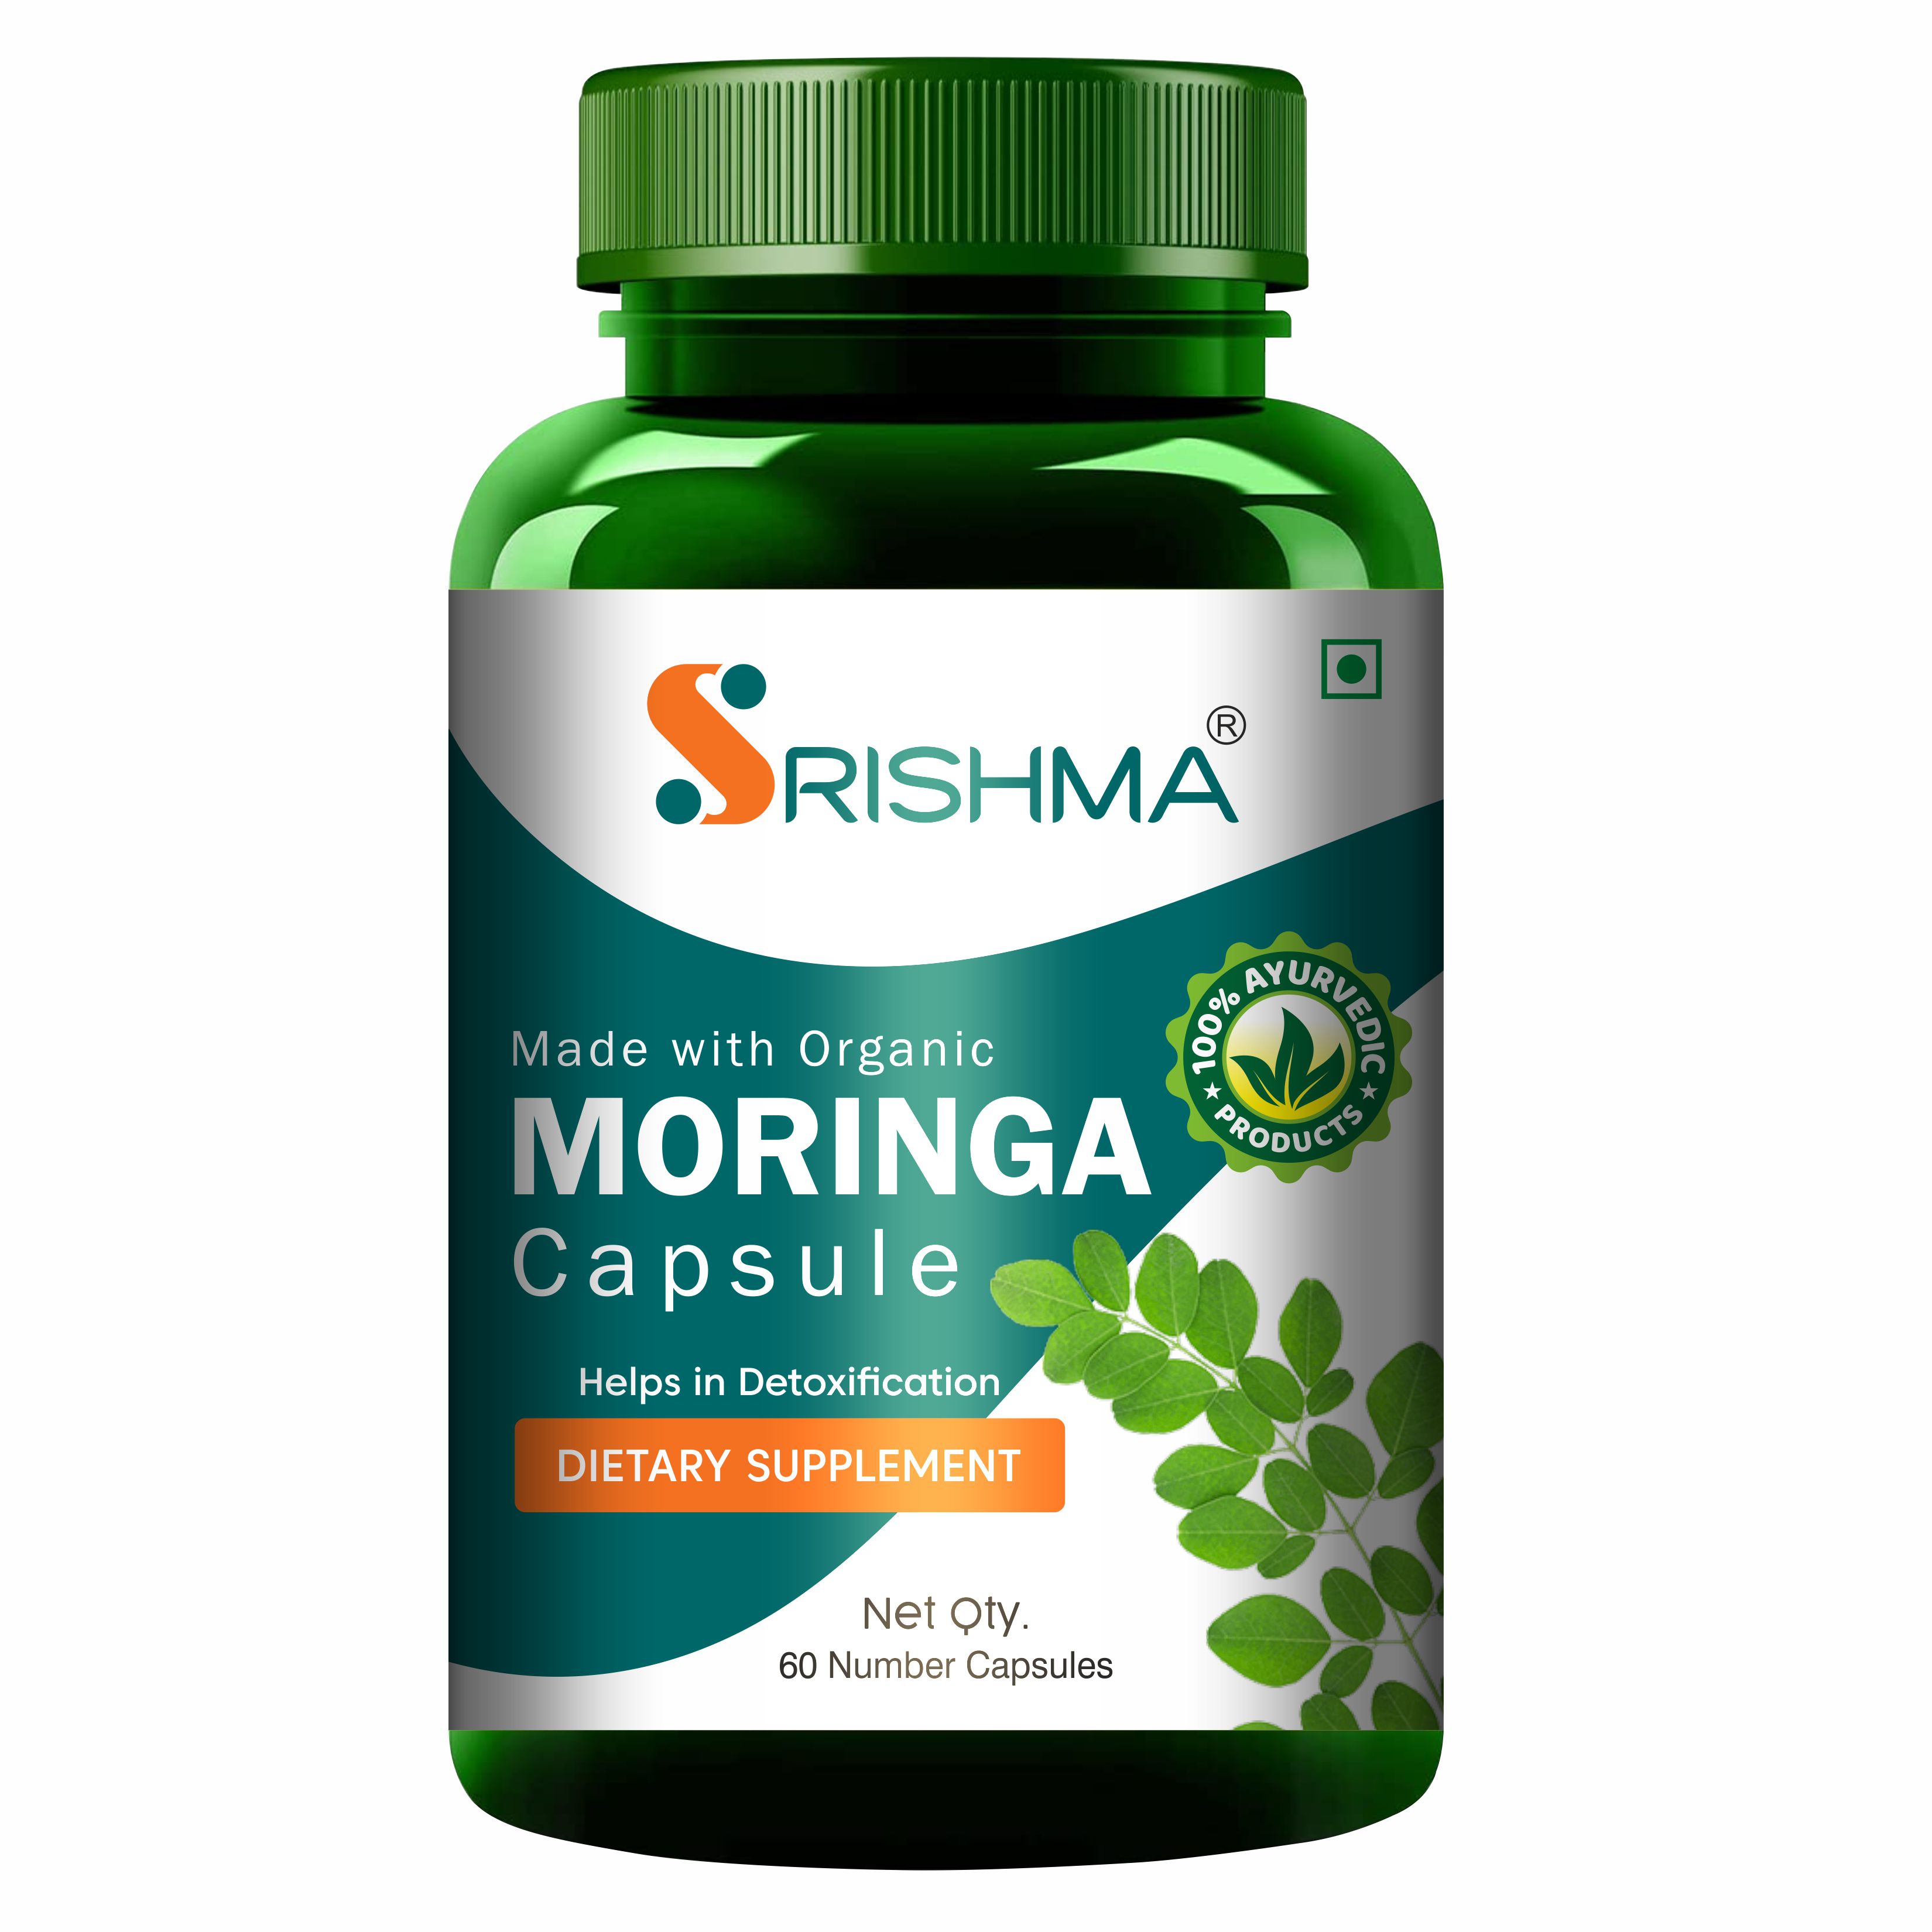 SRISHMA®
100% AYURVEDIC
★ PRODUCTS ★
Made with Organic
MORINGA
Capsule
Helps in Detoxification
DIETARY SUPPLEMENT
Net Qty.
60 Number Capsules